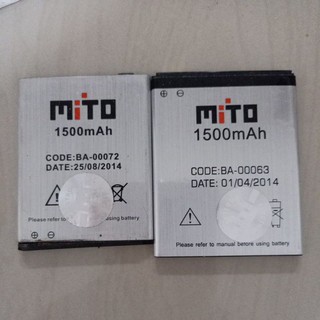 mito
1500mAh
CODE:BA-00072
DATE:25/08/2014
Please refer to manual before using battery
mito
1500mAh
CODE:BA-00063
DATE: 01/04/2014
Please refer to manual before using battery